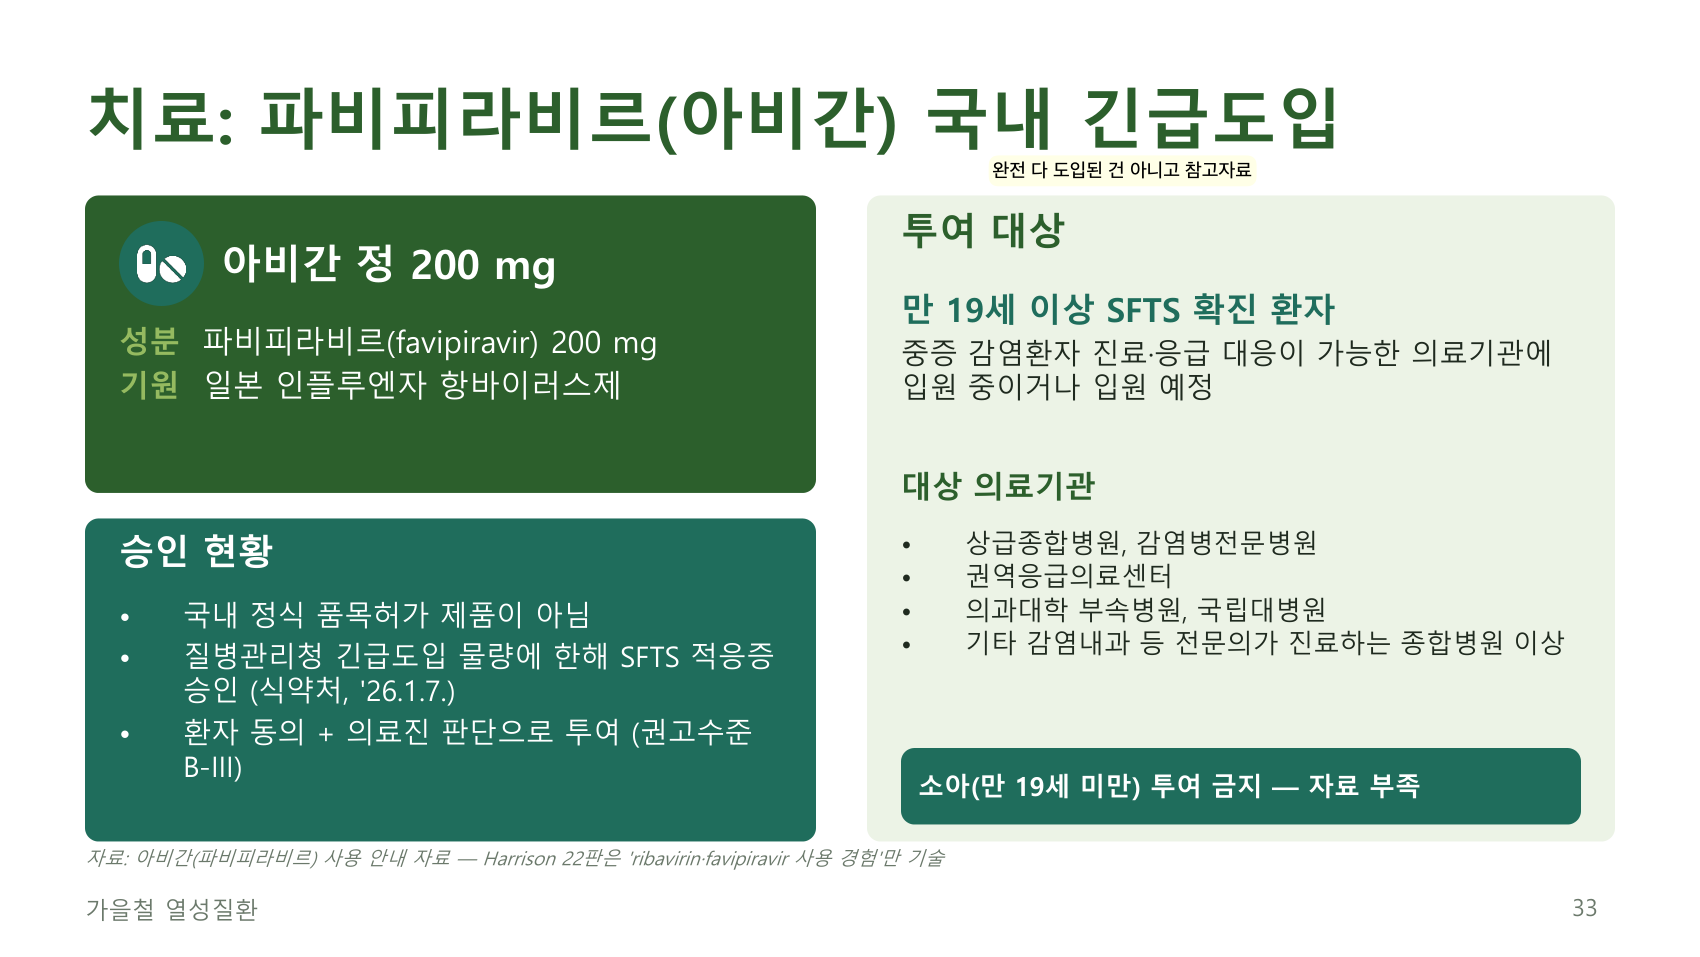 치료: 파비피라비르(아비간) 국내 긴급도입
완전 다 도입된 건 아니고 참고자료
아비간 정 200 mg
성분 파비피라비르(favipiravir) 200 mg
기원 일본 인플루엔자 항바이러스제
승인 현황
• 국내 정식 품목허가 제품이 아님
• 질병관리청 긴급도입 물량에 한해 SFTS 적응증
승인 (식약처, '26.1.7.)
• 환자 동의 + 의료진 판단으로 투여 (권고수준
B-III)
투여 대상
만 19세 이상 SFTS 확진 환자
중증 감염환자 진료·응급 대응이 가능한 의료기관에
입원 중이거나 입원 예정
대상 의료기관
• 상급종합병원, 감염병전문병원
• 권역응급의료센터
• 의과대학 부속병원, 국립대병원
• 기타 감염내과 등 전문의가 진료하는 종합병원 이상
소아(만 19세 미만) 투여 금지 — 자료 부족
자료: 아비간(파비피라비르) 사용 안내 자료 — Harrison 22판은 'ribavirin·favipiravir 사용 경험'만 기술
가을철 열성질환
33